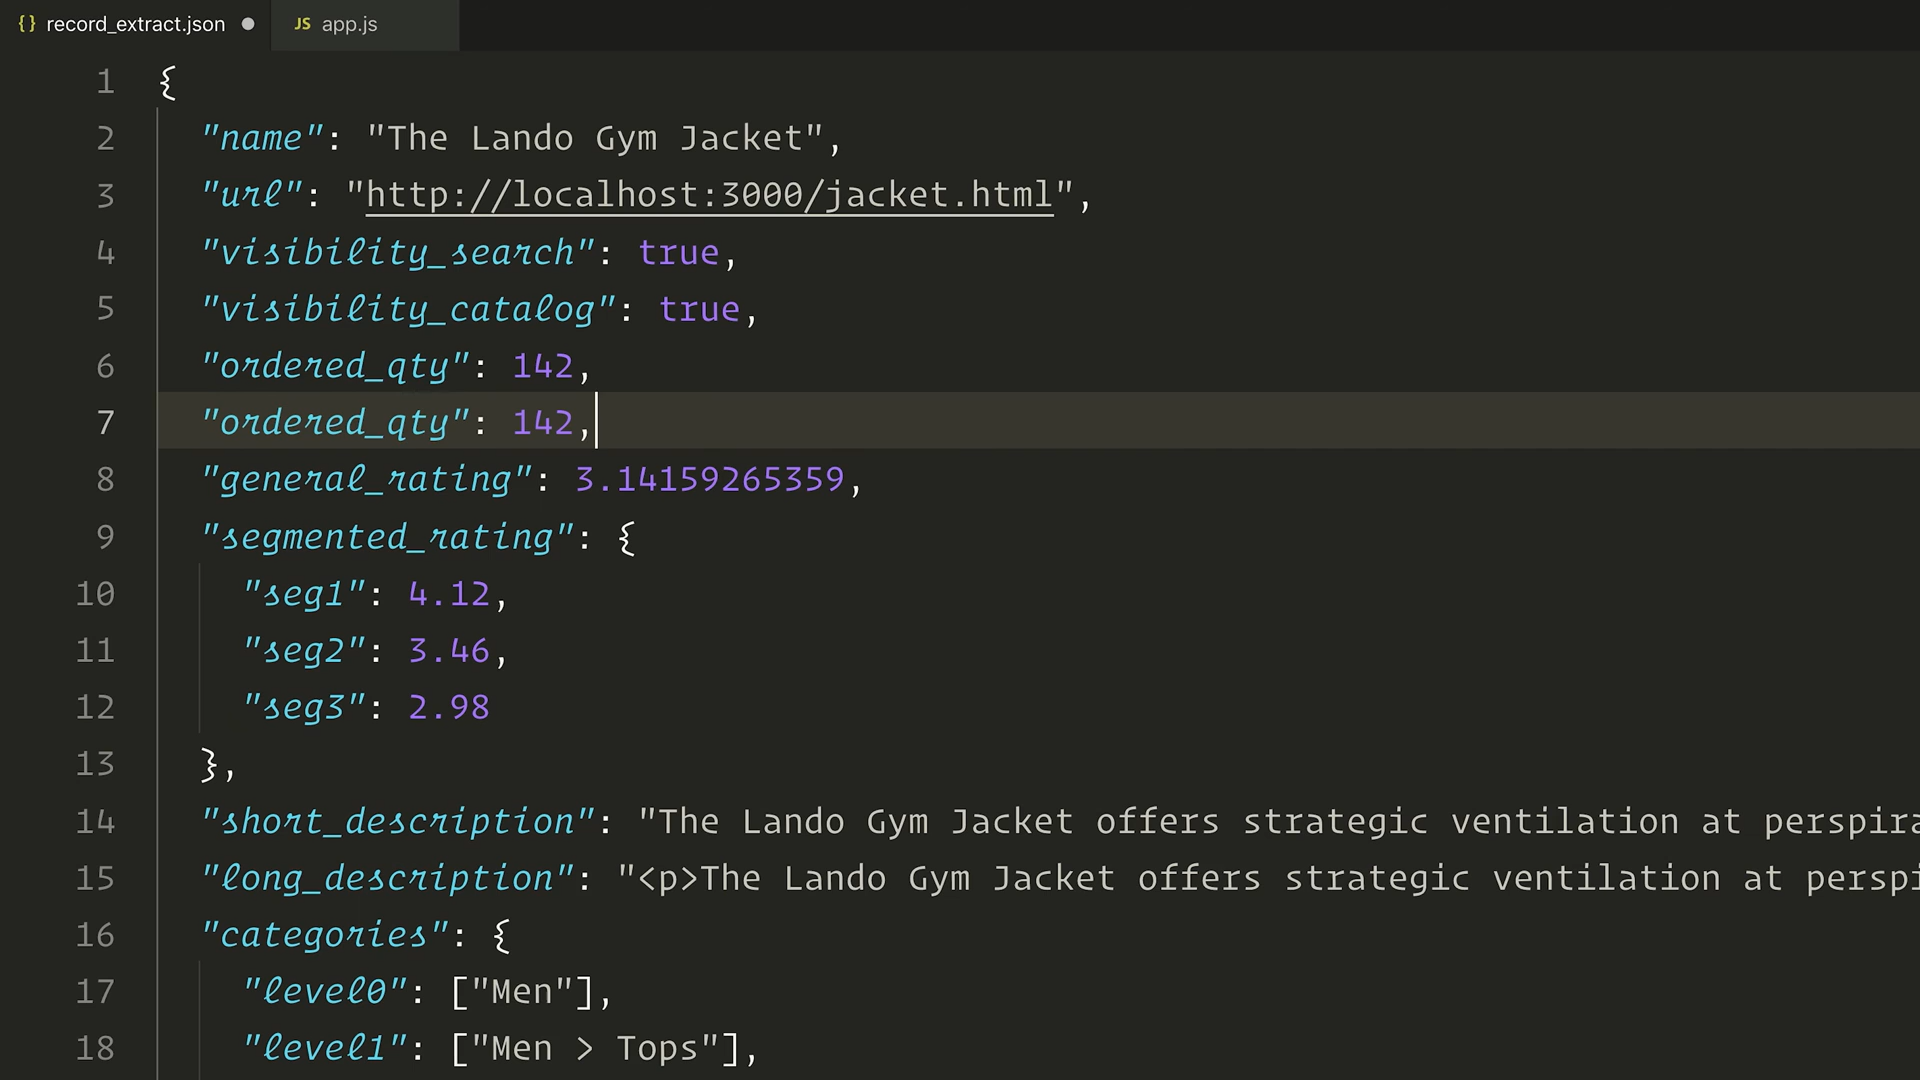 {} record_extract.json ● JS app.js
1 {
2 "name": "The Lando Gym Jacket",
3 "url": "http://localhost:3000/jacket.html",
4 "visibility_search": true,
5 "visibility_catalog": true,
6 "ordered_qty": 142,
7 "ordered_qty": 142,
8 "general_rating": 3.14159265359,
9 "segmented_rating": {
10 "seg1": 4.12,
11 "seg2": 3.46,
12 "seg3": 2.98
13 },
14 "short_description": "The Lando Gym Jacket offers strategic ventilation at perspira
15 "long_description": "<p>The Lando Gym Jacket offers strategic ventilation at perspi
16 "categories": {
17 "level0": ["Men"],
18 "level1": ["Men > Tops"],